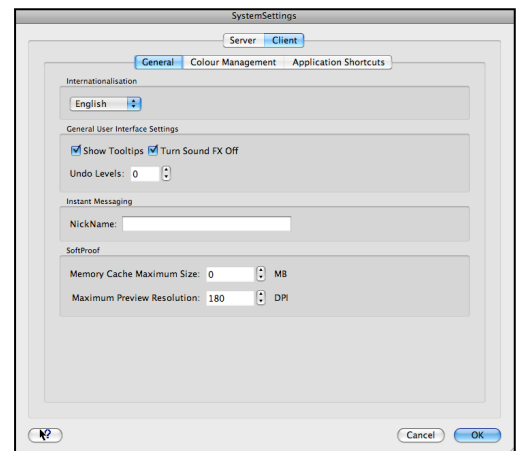 SystemSettings
Server Client
General Colour Management Application Shortcuts
Internationalisation
English
General User Interface Settings
Show Tooltips Turn Sound FX Off
Undo Levels: 0
Instant Messaging
NickName:
SoftProof
Memory Cache Maximum Size: 0 MB
Maximum Preview Resolution: 180 DPI
? Cancel OK